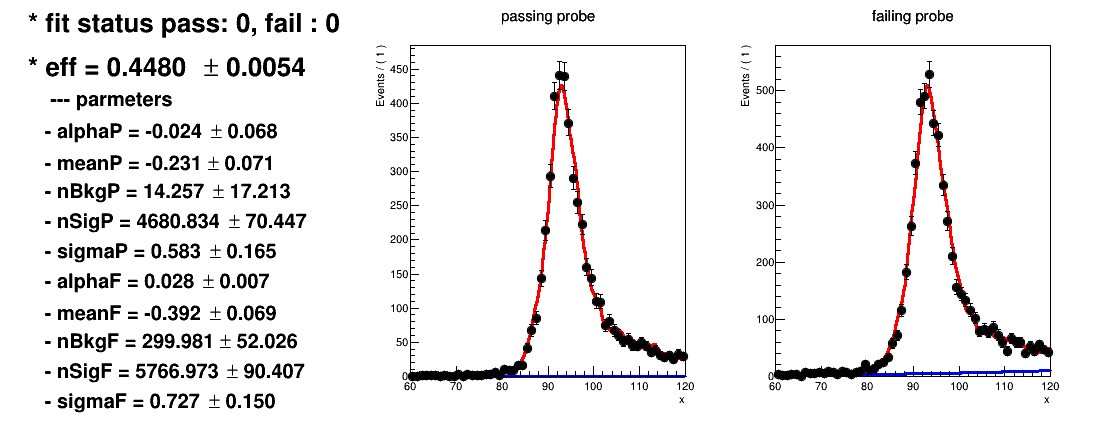 * fit status pass: 0, fail : 0
* eff = 0.4480 ± 0.0054
--- parmeters
- alphaP = -0.024 ± 0.068
- meanP = -0.231 ± 0.071
- nBkgP = 14.257 ± 17.213
- nSigP = 4680.834 ± 70.447
- sigmaP = 0.583 ± 0.165
- alphaF = 0.028 ± 0.007
- meanF = -0.392 ± 0.069
- nBkgF = 299.981 ± 52.026
- nSigF = 5766.973 ± 90.407
- sigmaF = 0.727 ± 0.150
passing probe
Events / ( 1 )
450
400
350
300
250
200
150
100
50
0
60 70 80 90 100 110 120
x
failing probe
Events / ( 1 )
500
400
300
200
100
0
60 70 80 90 100 110 120
x